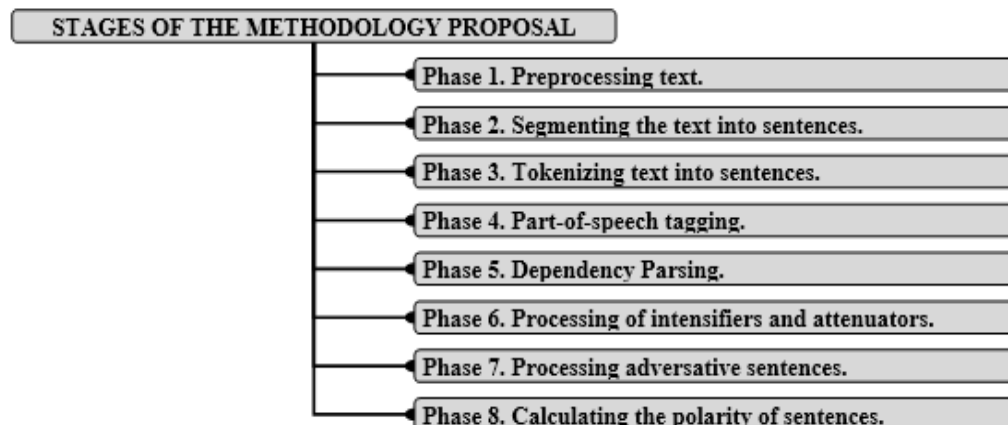 STAGES OF THE METHODOLOGY PROPOSAL
Phase 1. Preprocessing text.
Phase 2. Segmenting the text into sentences.
Phase 3. Tokenizing text into sentences.
Phase 4. Part-of-speech tagging.
Phase 5. Dependency Parsing.
Phase 6. Processing of intensifiers and attenuators.
Phase 7. Processing adversative sentences.
Phase 8. Calculating the polarity of sentences.